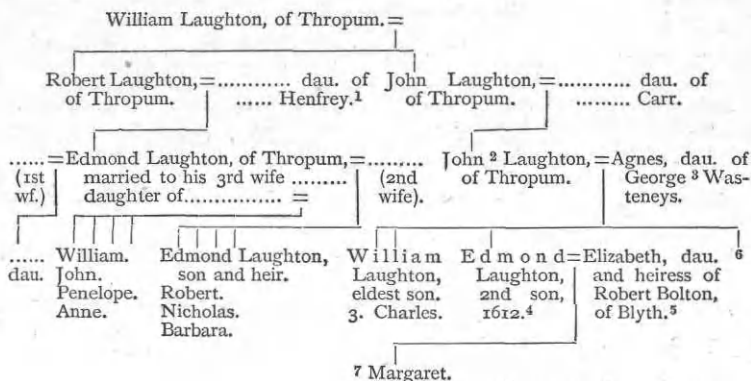 William Laughton, of Thropum. =
Robert Laughton, = ............ dau. of
of Thropum. ...... Henfrey.¹
John Laughton, = ............ dau. of
of Thropum. ......... Carr.
...... = Edmond Laughton, of Thropum, = .........
(1st married to his 3rd wife ......... (2nd
wf.) daughter of................ = wife).
John ² Laughton, = Agnes, dau. of
of Thropum. George ³ Was-
teneys.
......
dau.
William.
John.
Penelope.
Anne.
Edmond Laughton,
son and heir.
Robert.
Nicholas.
Barbara.
William
Laughton,
eldest son.
3. Charles.
Edmond = Elizabeth, dau. ⁶
Laughton, and heiress of
2nd son, Robert Bolton,
1612.⁴ of Blyth.⁵
⁷ Margaret.